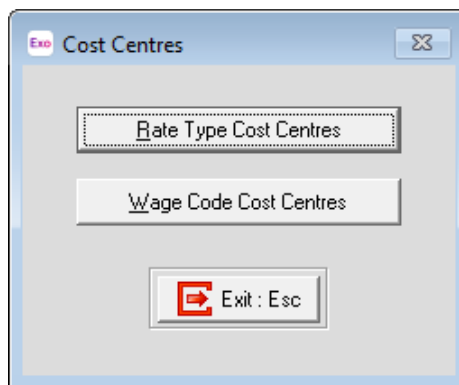 Exo Cost Centres
Rate Type Cost Centres
Wage Code Cost Centres
Exit : Esc